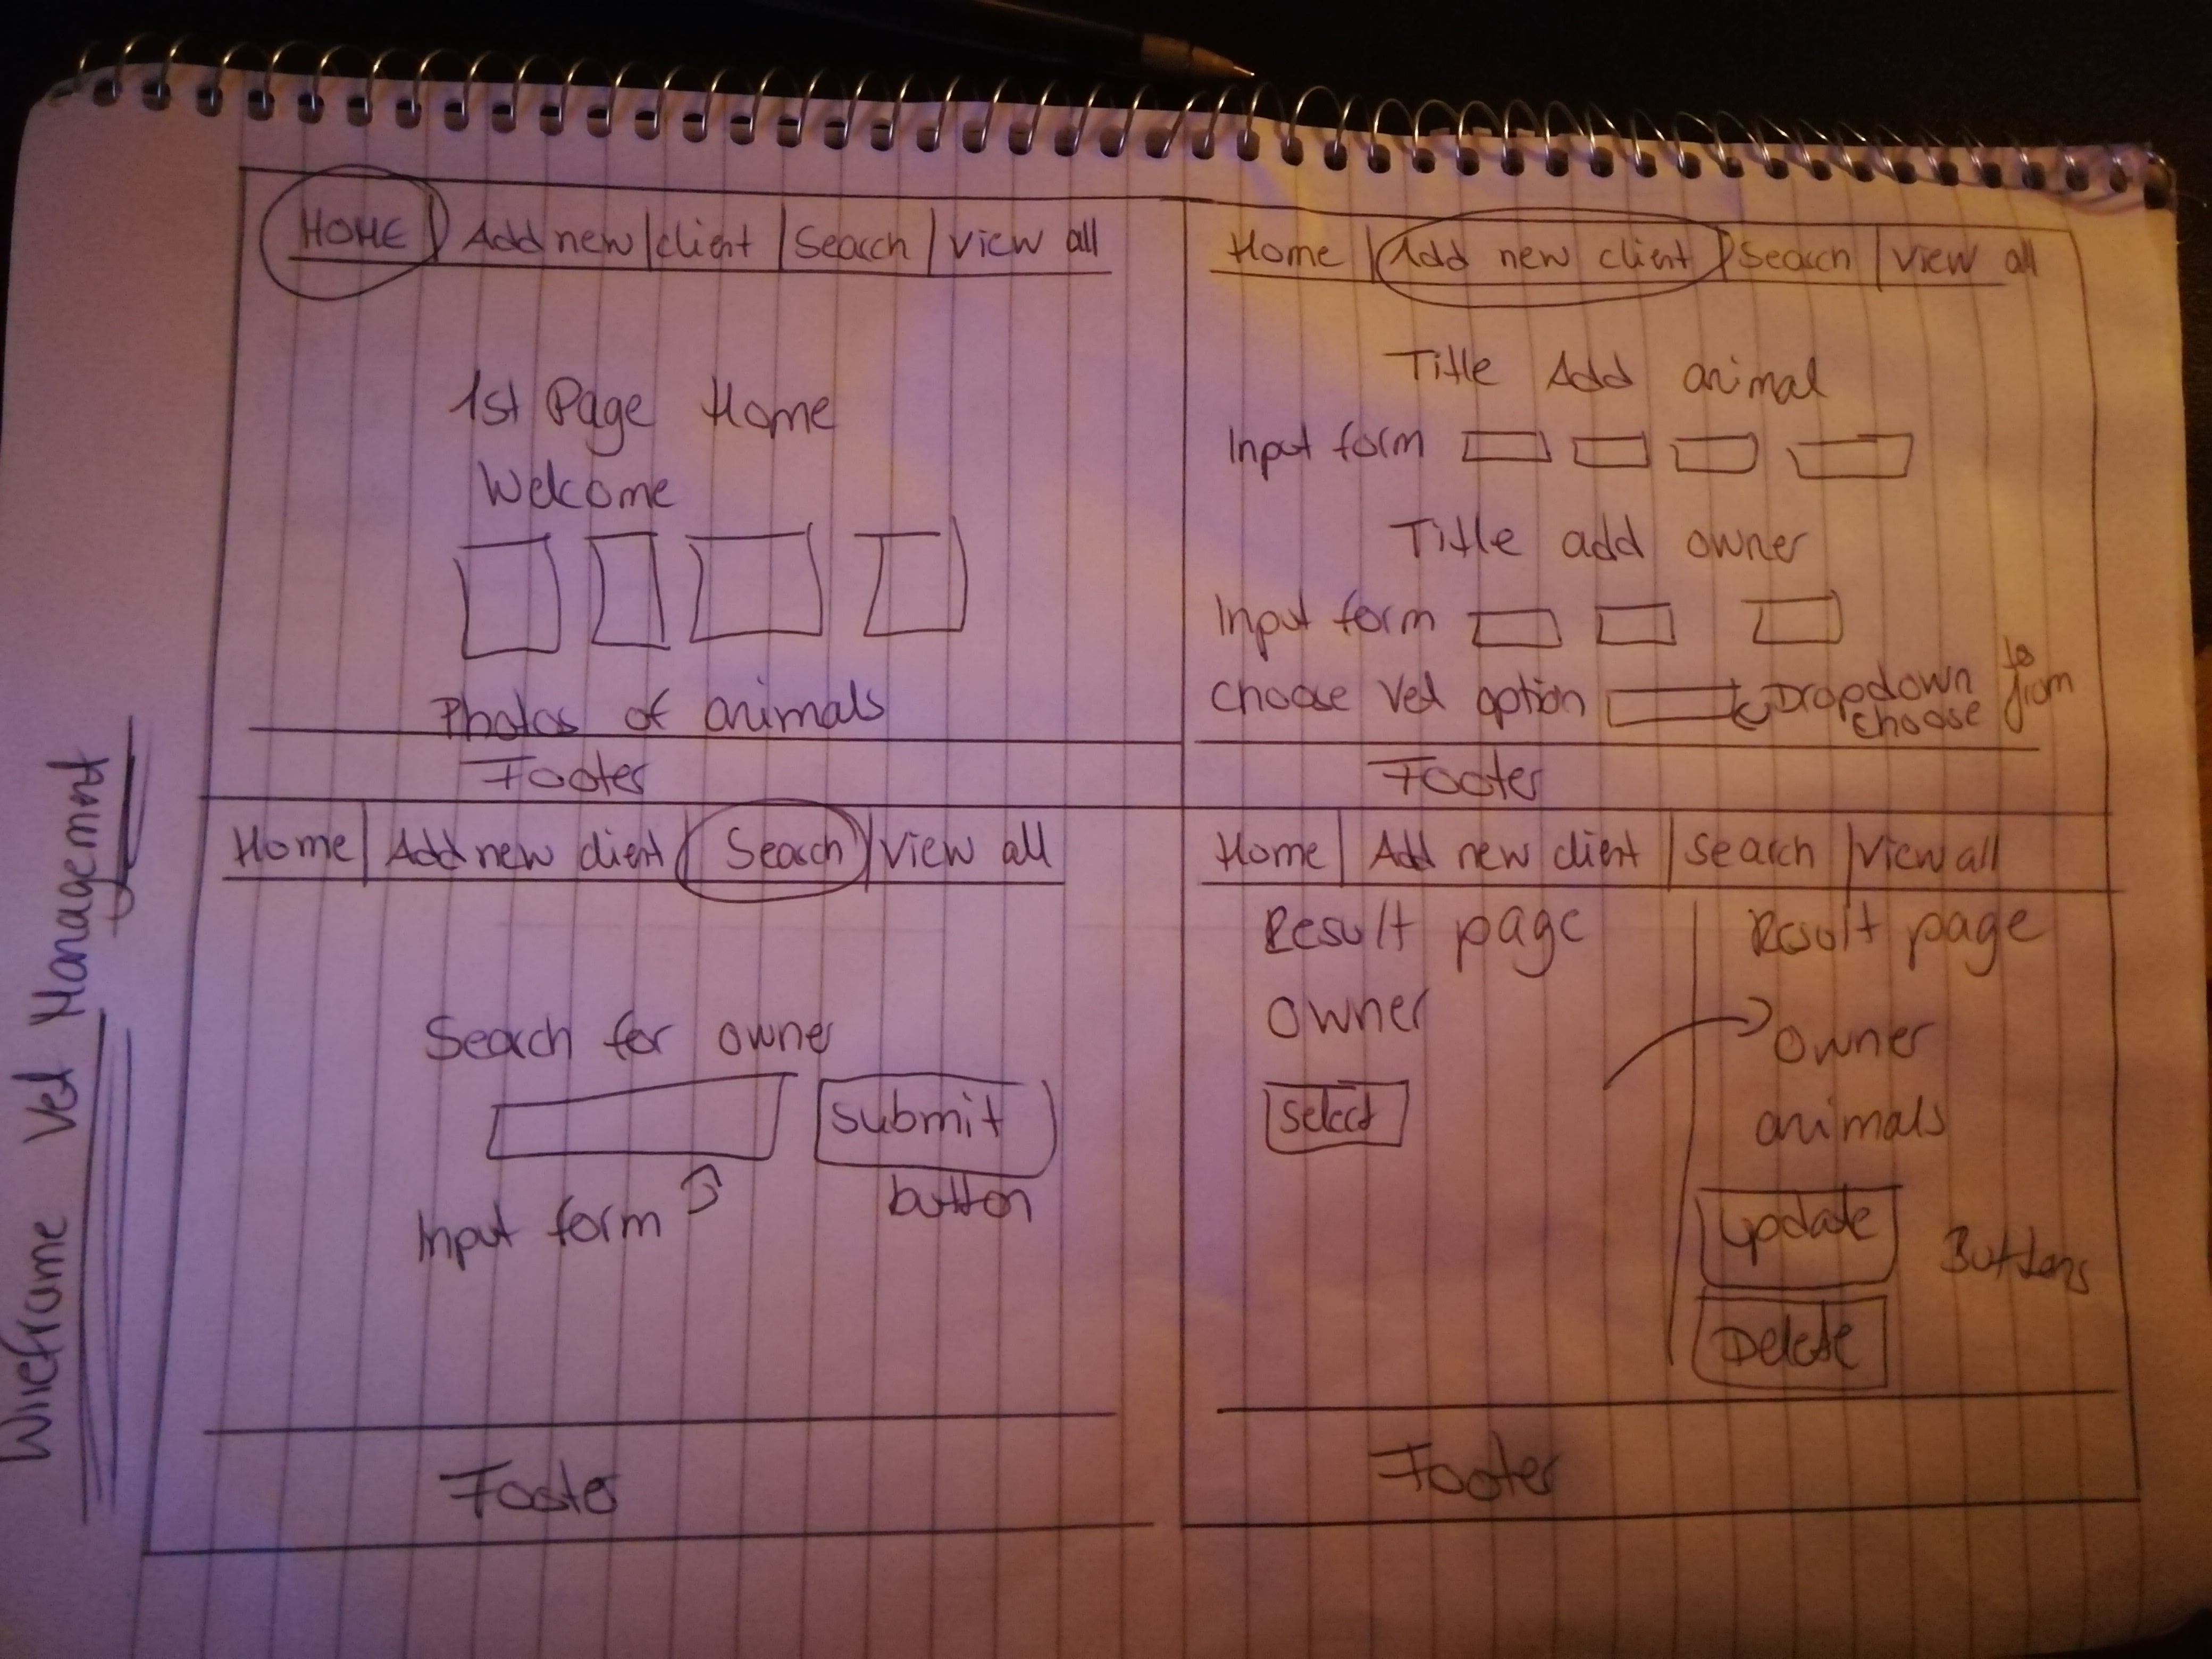 Wireframe Vet Managemnt
HOME | Add new | client | Search | View all
1st Page Home
Welcome
Photos of animals
Footer
Home | Add new client | Search | View all
Title Add animal
Input form
Title add owner
Input form
choose Vet option Dropdown to
choose from
Footer
Home | Add new client | Search | View all
Search for owner
submit
button
Input form
Footer
Home | Add new client | Search | View all
Result page
Owner
Select
Result page
Owner
animals
update
Buttons
Delete
Footer